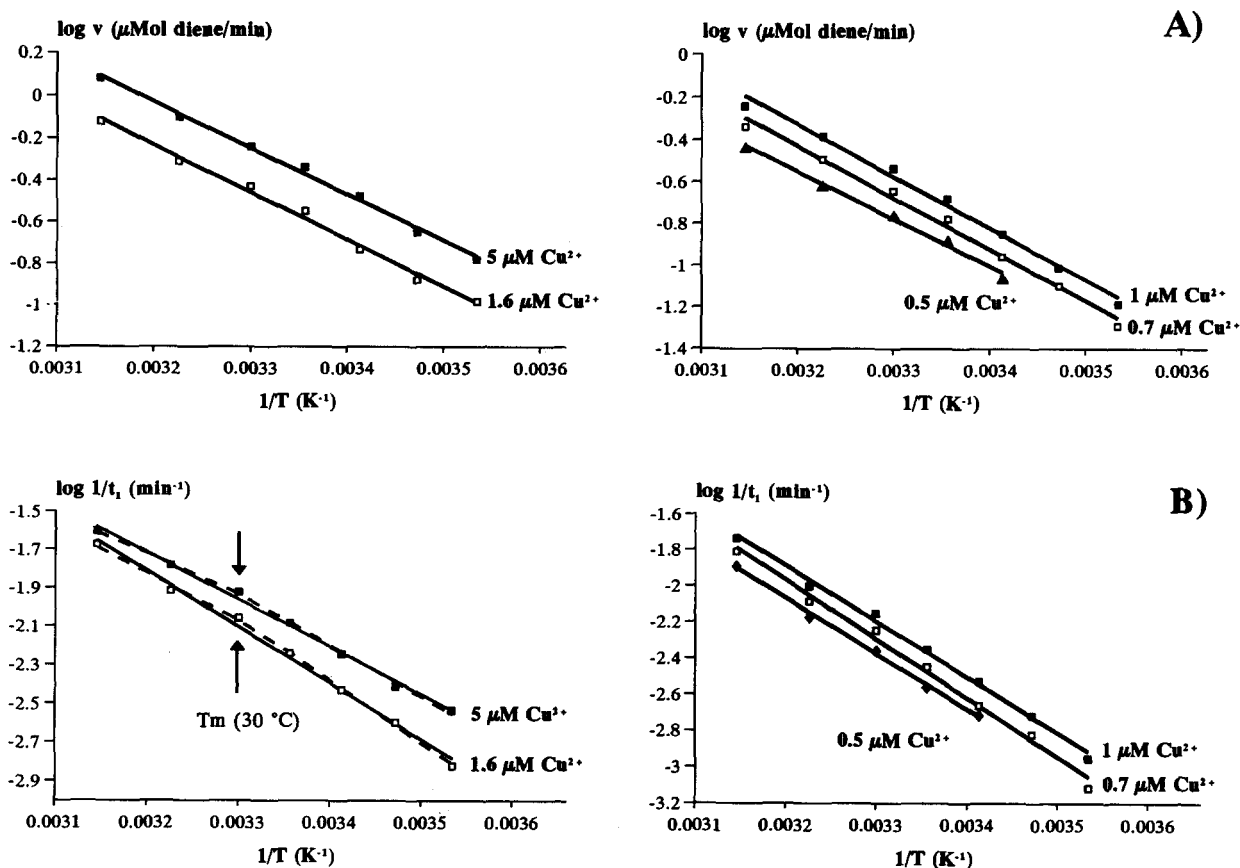 A)
log v (μMol diene/min)
0.2
0
-0.2
-0.4
-0.6
-0.8
-1
-1.2
5 μM Cu²⁺
1.6 μM Cu²⁺
0.0031 0.0032 0.0033 0.0034 0.0035 0.0036
1/T (K⁻¹)
log v (μMol diene/min)
0
-0.2
-0.4
-0.6
-0.8
-1
-1.2
-1.4
0.5 μM Cu²⁺
1 μM Cu²⁺
0.7 μM Cu²⁺
0.0031 0.0032 0.0033 0.0034 0.0035 0.0036
1/T (K⁻¹)
B)
log 1/t₁ (min⁻¹)
-1.5
-1.7
-1.9
-2.1
-2.3
-2.5
-2.7
-2.9
Tm (30 °C)
5 μM Cu²⁺
1.6 μM Cu²⁺
0.0031 0.0032 0.0033 0.0034 0.0035 0.0036
1/T (K⁻¹)
log 1/t₁ (min⁻¹)
-1.6
-1.8
-2
-2.2
-2.4
-2.6
-2.8
-3
-3.2
0.5 μM Cu²⁺
1 μM Cu²⁺
0.7 μM Cu²⁺
0.0031 0.0032 0.0033 0.0034 0.0035 0.0036
1/T (K⁻¹)